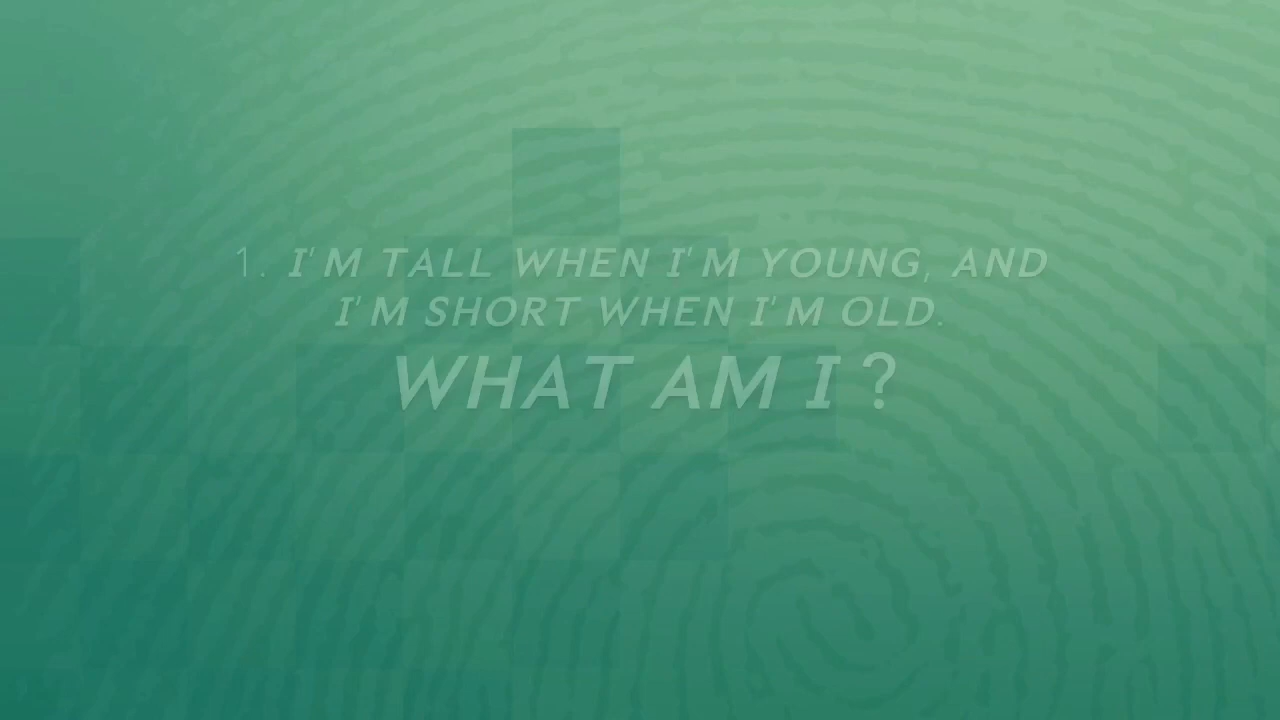 1. I'M TALL WHEN I'M YOUNG, AND
I'M SHORT WHEN I'M OLD.
WHAT AM I ?